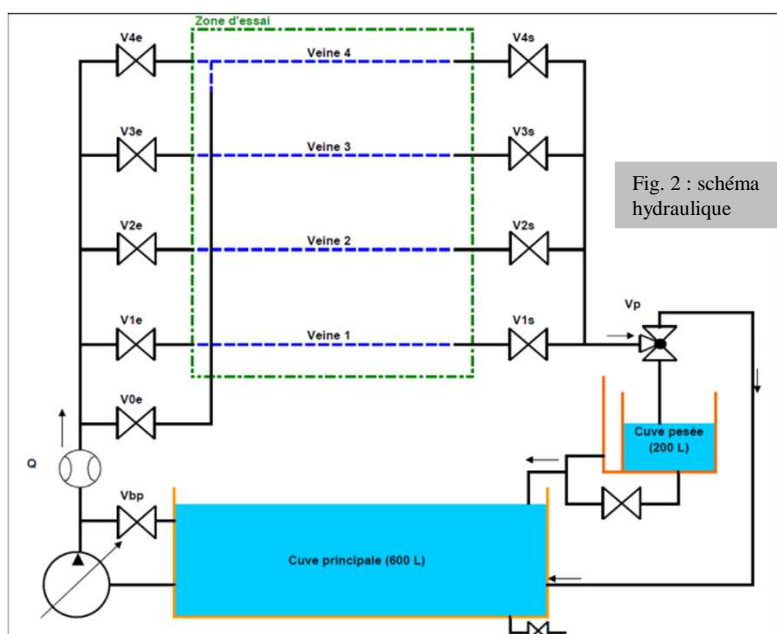 Zone d'essai
V4e
Veine 4
V4s
V3e
Veine 3
V3s
Fig. 2 : schéma
hydraulique
V2e
Veine 2
V2s
V1e
Veine 1
V1s
Vp
V0e
Cuve pesée
(200 L)
Q
Vbp
Cuve principale (600 L)